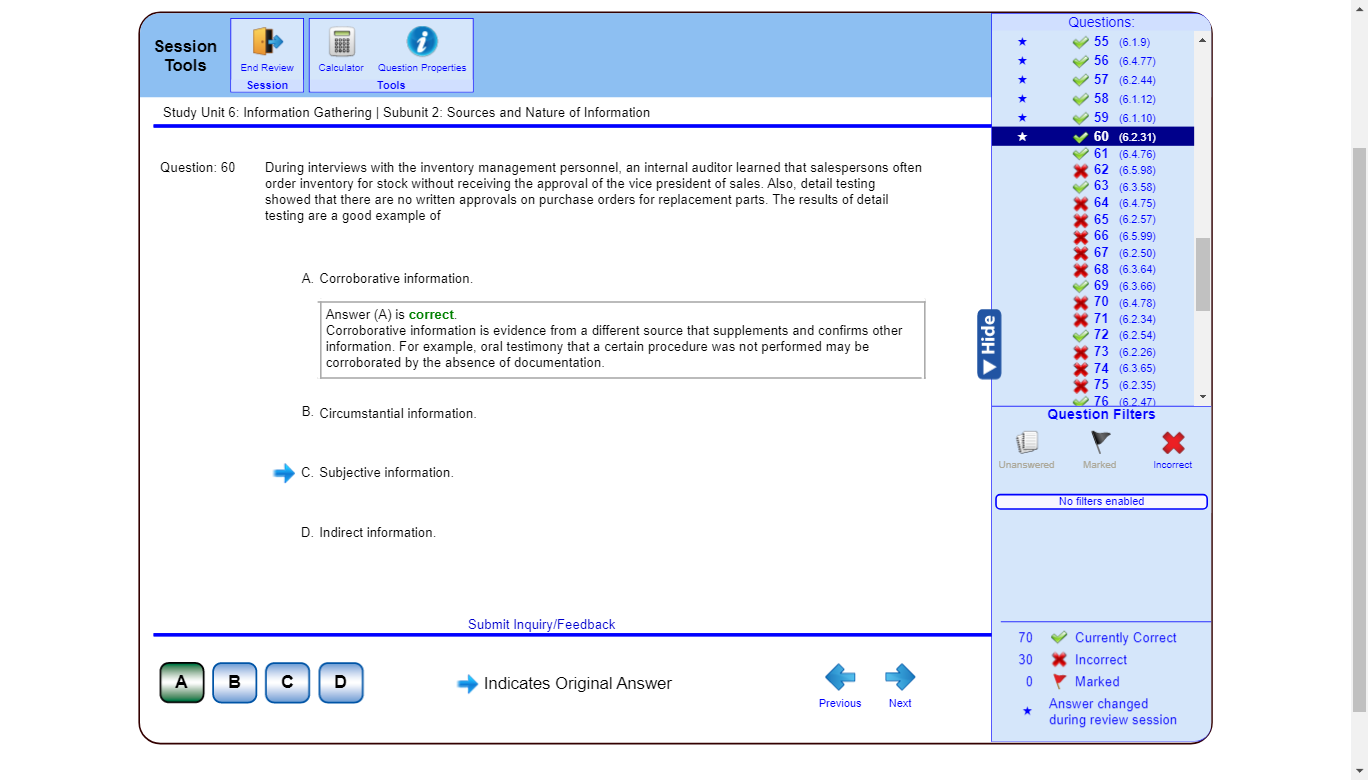 Session
Tools
End Review
Session
Calculator
Question Properties
Tools
Study Unit 6: Information Gathering | Subunit 2: Sources and Nature of Information
Question: 60
During interviews with the inventory management personnel, an internal auditor learned that salespersons often
order inventory for stock without receiving the approval of the vice president of sales. Also, detail testing
showed that there are no written approvals on purchase orders for replacement parts. The results of detail
testing are a good example of
A. Corroborative information.
Answer (A) is correct.
Corroborative information is evidence from a different source that supplements and confirms other
information. For example, oral testimony that a certain procedure was not performed may be
corroborated by the absence of documentation.
B. Circumstantial information.
C. Subjective information.
D. Indirect information.
Submit Inquiry/Feedback
A B C D
Indicates Original Answer
Previous
Next
Hide
Questions:
55 (6.1.9)
56 (6.4.77)
57 (6.2.44)
58 (6.1.12)
59 (6.1.10)
60 (6.2.31)
61 (6.4.76)
62 (6.5.98)
63 (6.3.58)
64 (6.4.75)
65 (6.2.57)
66 (6.5.99)
67 (6.2.50)
68 (6.3.64)
69 (6.3.66)
70 (6.4.78)
71 (6.2.34)
72 (6.2.54)
73 (6.2.26)
74 (6.3.65)
75 (6.2.35)
76 (6.2.47)
Question Filters
Unanswered
Marked
Incorrect
No filters enabled
70 Currently Correct
30 Incorrect
0 Marked
Answer changed
during review session